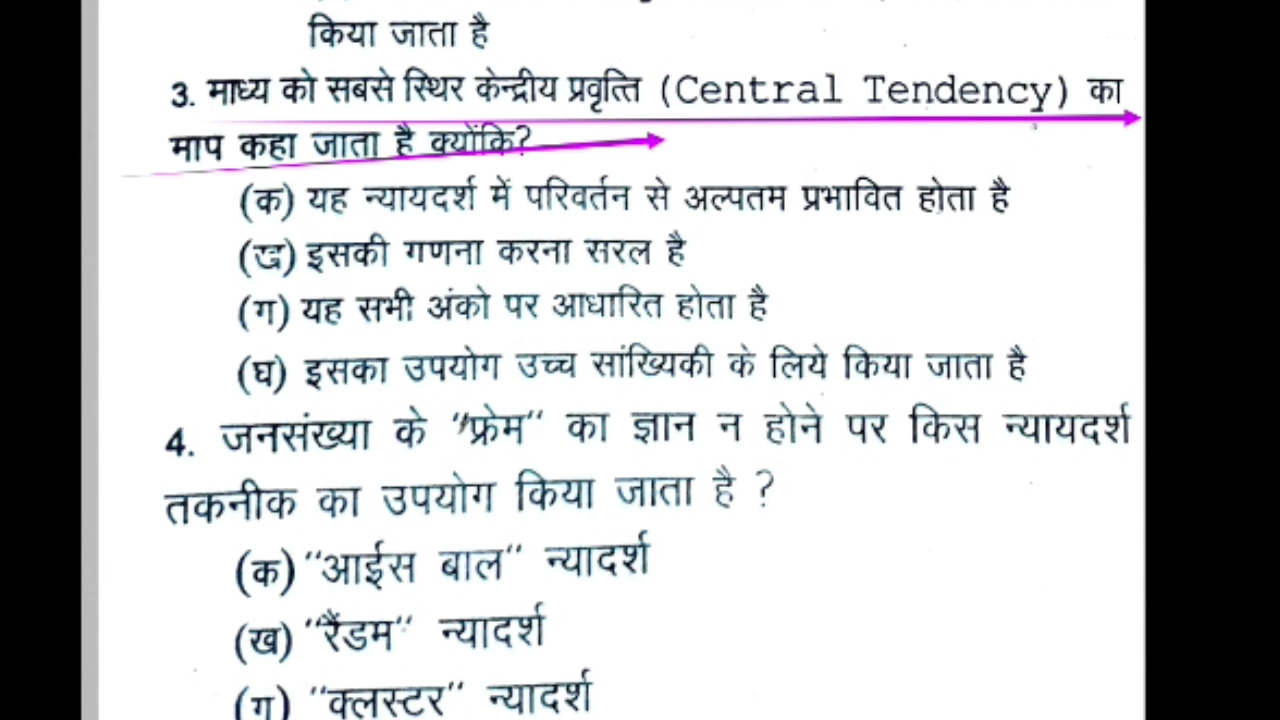 किया जाता है
3. माध्य को सबसे स्थिर केन्द्रीय प्रवृत्ति (Central Tendency) का
माप कहा जाता है क्योंकि?
(क) यह न्यायदर्श में परिवर्तन से अल्पतम प्रभावित होता है
(ख) इसकी गणना करना सरल है
(ग) यह सभी अंको पर आधारित होता है
(घ) इसका उपयोग उच्च सांख्यिकी के लिये किया जाता है
4. जनसंख्या के "फ्रेम" का ज्ञान न होने पर किस न्यायदर्श
तकनीक का उपयोग किया जाता है ?
(क) "आईस बाल" न्यादर्श
(ख) "रैंडम" न्यादर्श
(ग) "क्लस्टर" न्यादर्श